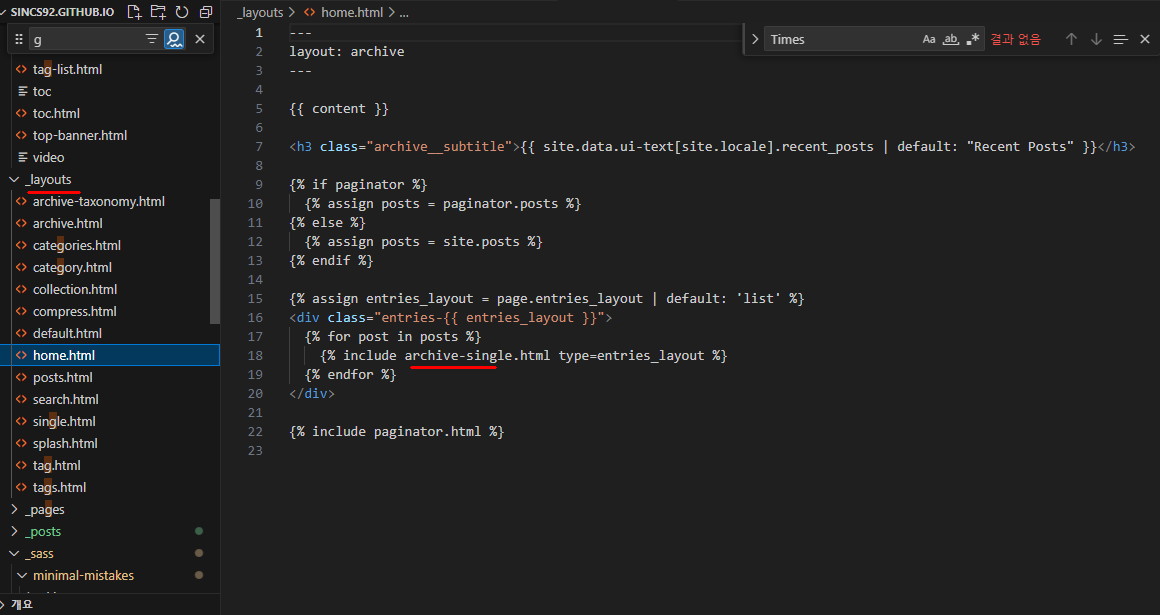 SINCS92.GITHUB.IO
g
tag-list.html
toc
toc.html
top-banner.html
video
_layouts
archive-taxonomy.html
archive.html
categories.html
category.html
collection.html
compress.html
default.html
home.html
posts.html
search.html
single.html
splash.html
tag.html
tags.html
_pages
_posts
_sass
minimal-mistakes
개요
_layouts > home.html > ...
Times
Aa ab .*
결과 없음
1 ---
2 layout: archive
3 ---
4
5 {{ content }}
6
7 <h3 class="archive__subtitle">{{ site.data.ui-text[site.locale].recent_posts | default: "Recent Posts" }}</h3>
8
9 {% if paginator %}
10 {% assign posts = paginator.posts %}
11 {% else %}
12 {% assign posts = site.posts %}
13 {% endif %}
14
15 {% assign entries_layout = page.entries_layout | default: 'list' %}
16 <div class="entries-{{ entries_layout }}">
17 {% for post in posts %}
18 {% include archive-single.html type=entries_layout %}
19 {% endfor %}
20 </div>
21
22 {% include paginator.html %}
23